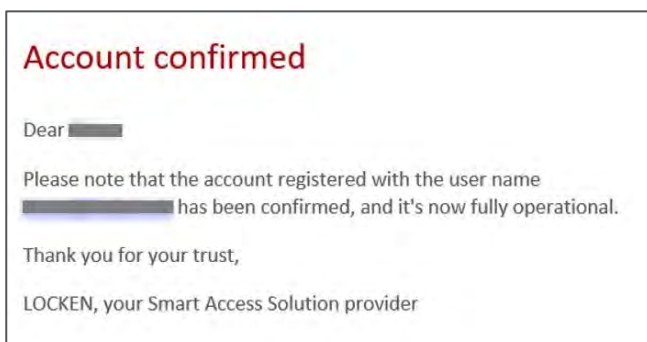 Account confirmed
Dear
Please note that the account registered with the user name
has been confirmed, and it's now fully operational.
Thank you for your trust,
LOCKEN, your Smart Access Solution provider